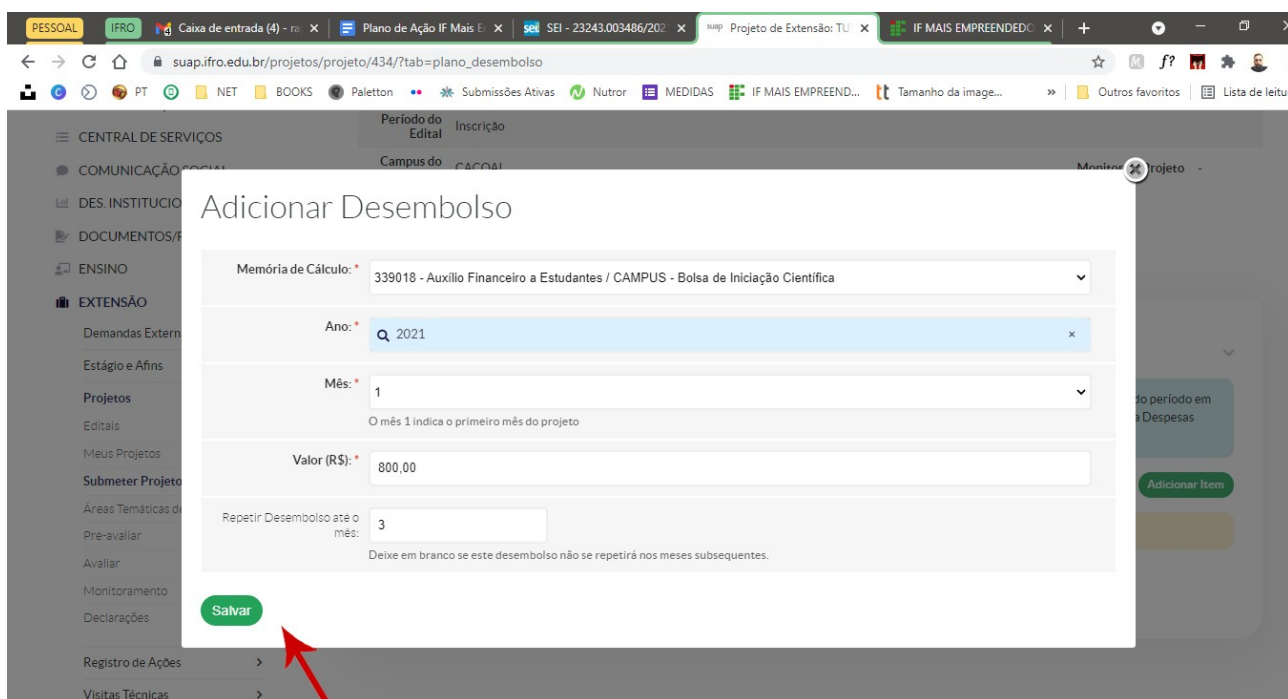 PESSOAL IFRO Caixa de entrada (4) - ra Plano de Ação IF Mais E SEI - 23243.003486/202 suap Projeto de Extensão: TU IF MAIS EMPREENDEDO
suap.ifro.edu.br/projetos/projeto/434/?tab=plano_desembolso f?
PT NET BOOKS Paletton Submissões Ativas Nutror MEDIDAS IF MAIS EMPREEND... Tamanho da image... » Outros favoritos Lista de leitu
CENTRAL DE SERVIÇOS
Período do
Edital Inscrição
COMUNICAÇÃO SOCIAL
Campus do CACOAL Projeto -
DES. INSTITUCIO
Adicionar Desembolso
DOCUMENTOS/
ENSINO
Memória de Cálculo: * 339018 - Auxílio Financeiro a Estudantes / CAMPUS - Bolsa de Iniciação Científica
EXTENSÃO
Ano: * 2021 ×
Demandas Extern
Estágio e Afins
Mês: * 1
Projetos
do período em
O mês 1 indica o primeiro mês do projeto
a Despesas
Editais
Meus Projetos
Valor (R$): * 800,00
Submeter Projeto
Adicionar Item
Áreas Temáticas d
Repetir Desembolso até o
mês: 3
Pré-avaliar
Deixe em branco se este desembolso não se repetirá nos meses subsequentes.
Avaliar
Monitoramento
Salvar
Declarações
Registro de Ações >
Visitas Técnicas >